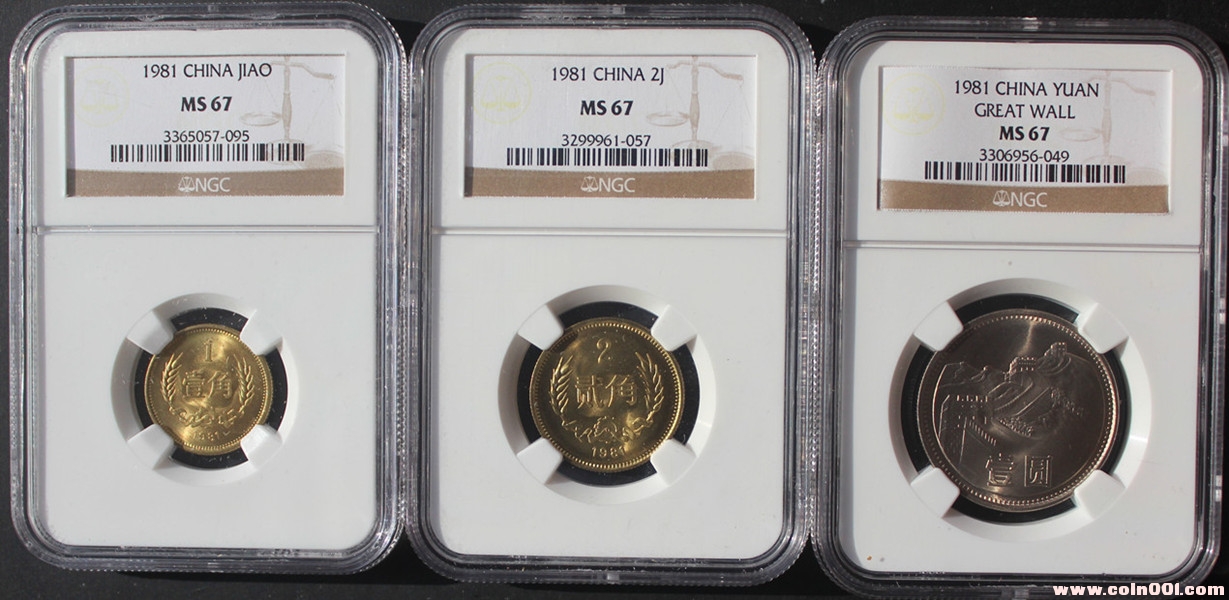 1981 CHINA JIAO
MS 67
3365057-095
NGC
1
壹角
1981
1981 CHINA 2J
MS 67
3299961-057
NGC
2
贰角
1981
1981 CHINA YUAN
GREAT WALL
MS 67
3306956-049
NGC
壹圆
www.coin001.com